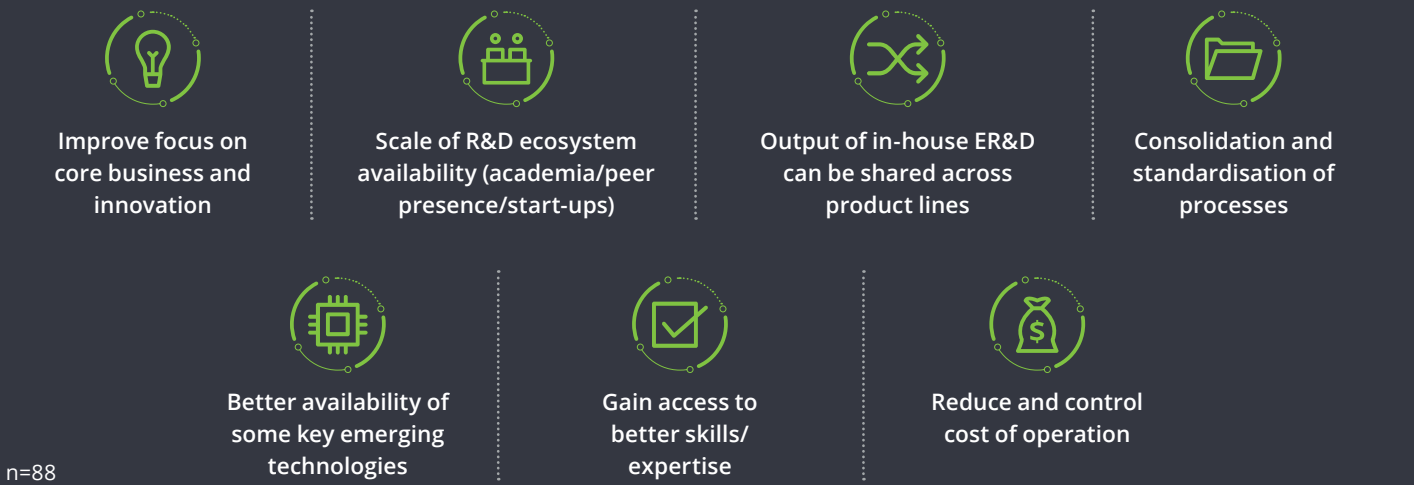 Improve focus on
core business and
innovation
Scale of R&D ecosystem
availability (academia/peer
presence/start-ups)
Output of in-house ER&D
can be shared across
product lines
Consolidation and
standardisation of
processes
Better availability of
some key emerging
technologies
Gain access to
better skills/
expertise
$
Reduce and control
cost of operation
n=88